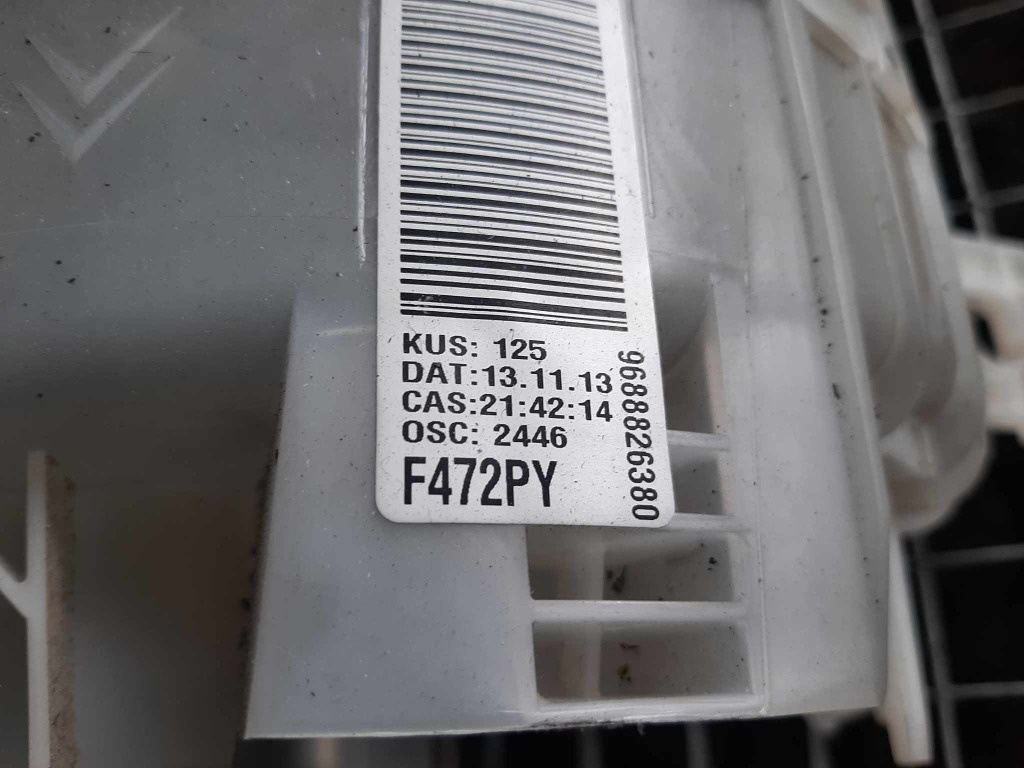 KUS: 125
DAT:13.11.13
CAS:21:42:14
OSC: 2446
F472PY
9688826380